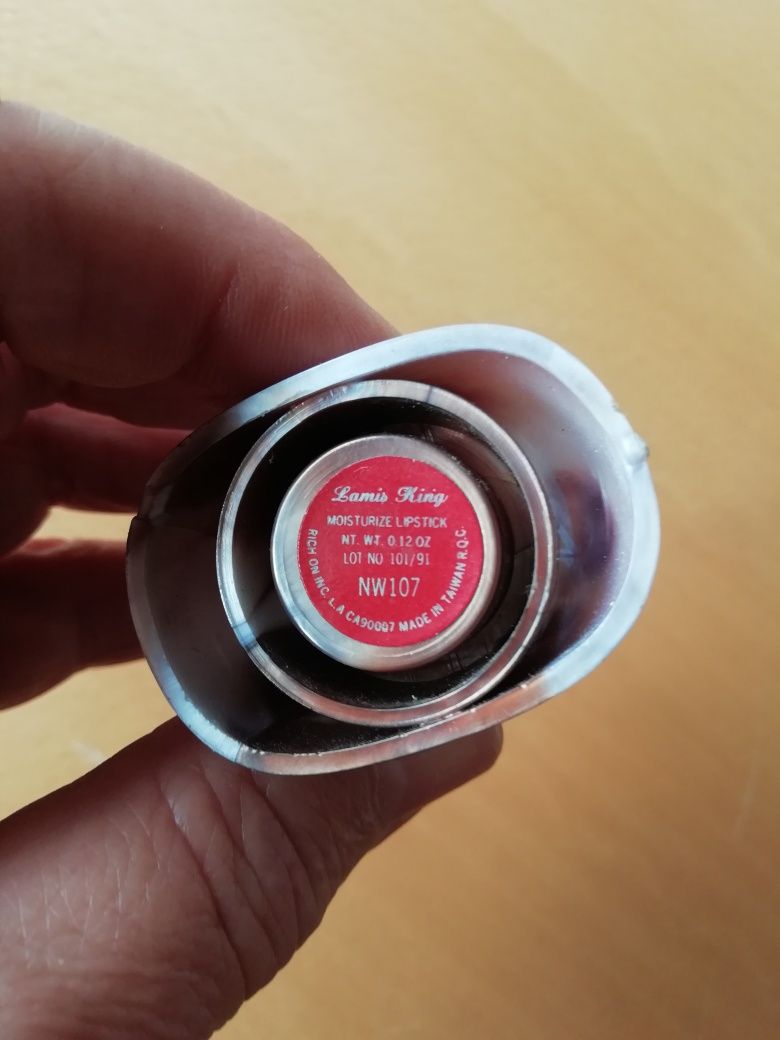 Lamis King
MOISTURIZE LIPSTICK
NT. WT. 0.12 OZ
LOT NO 101/91
NW107
RICH ON INC. L.A CA90007 MADE IN TAIWAN R.O.C.